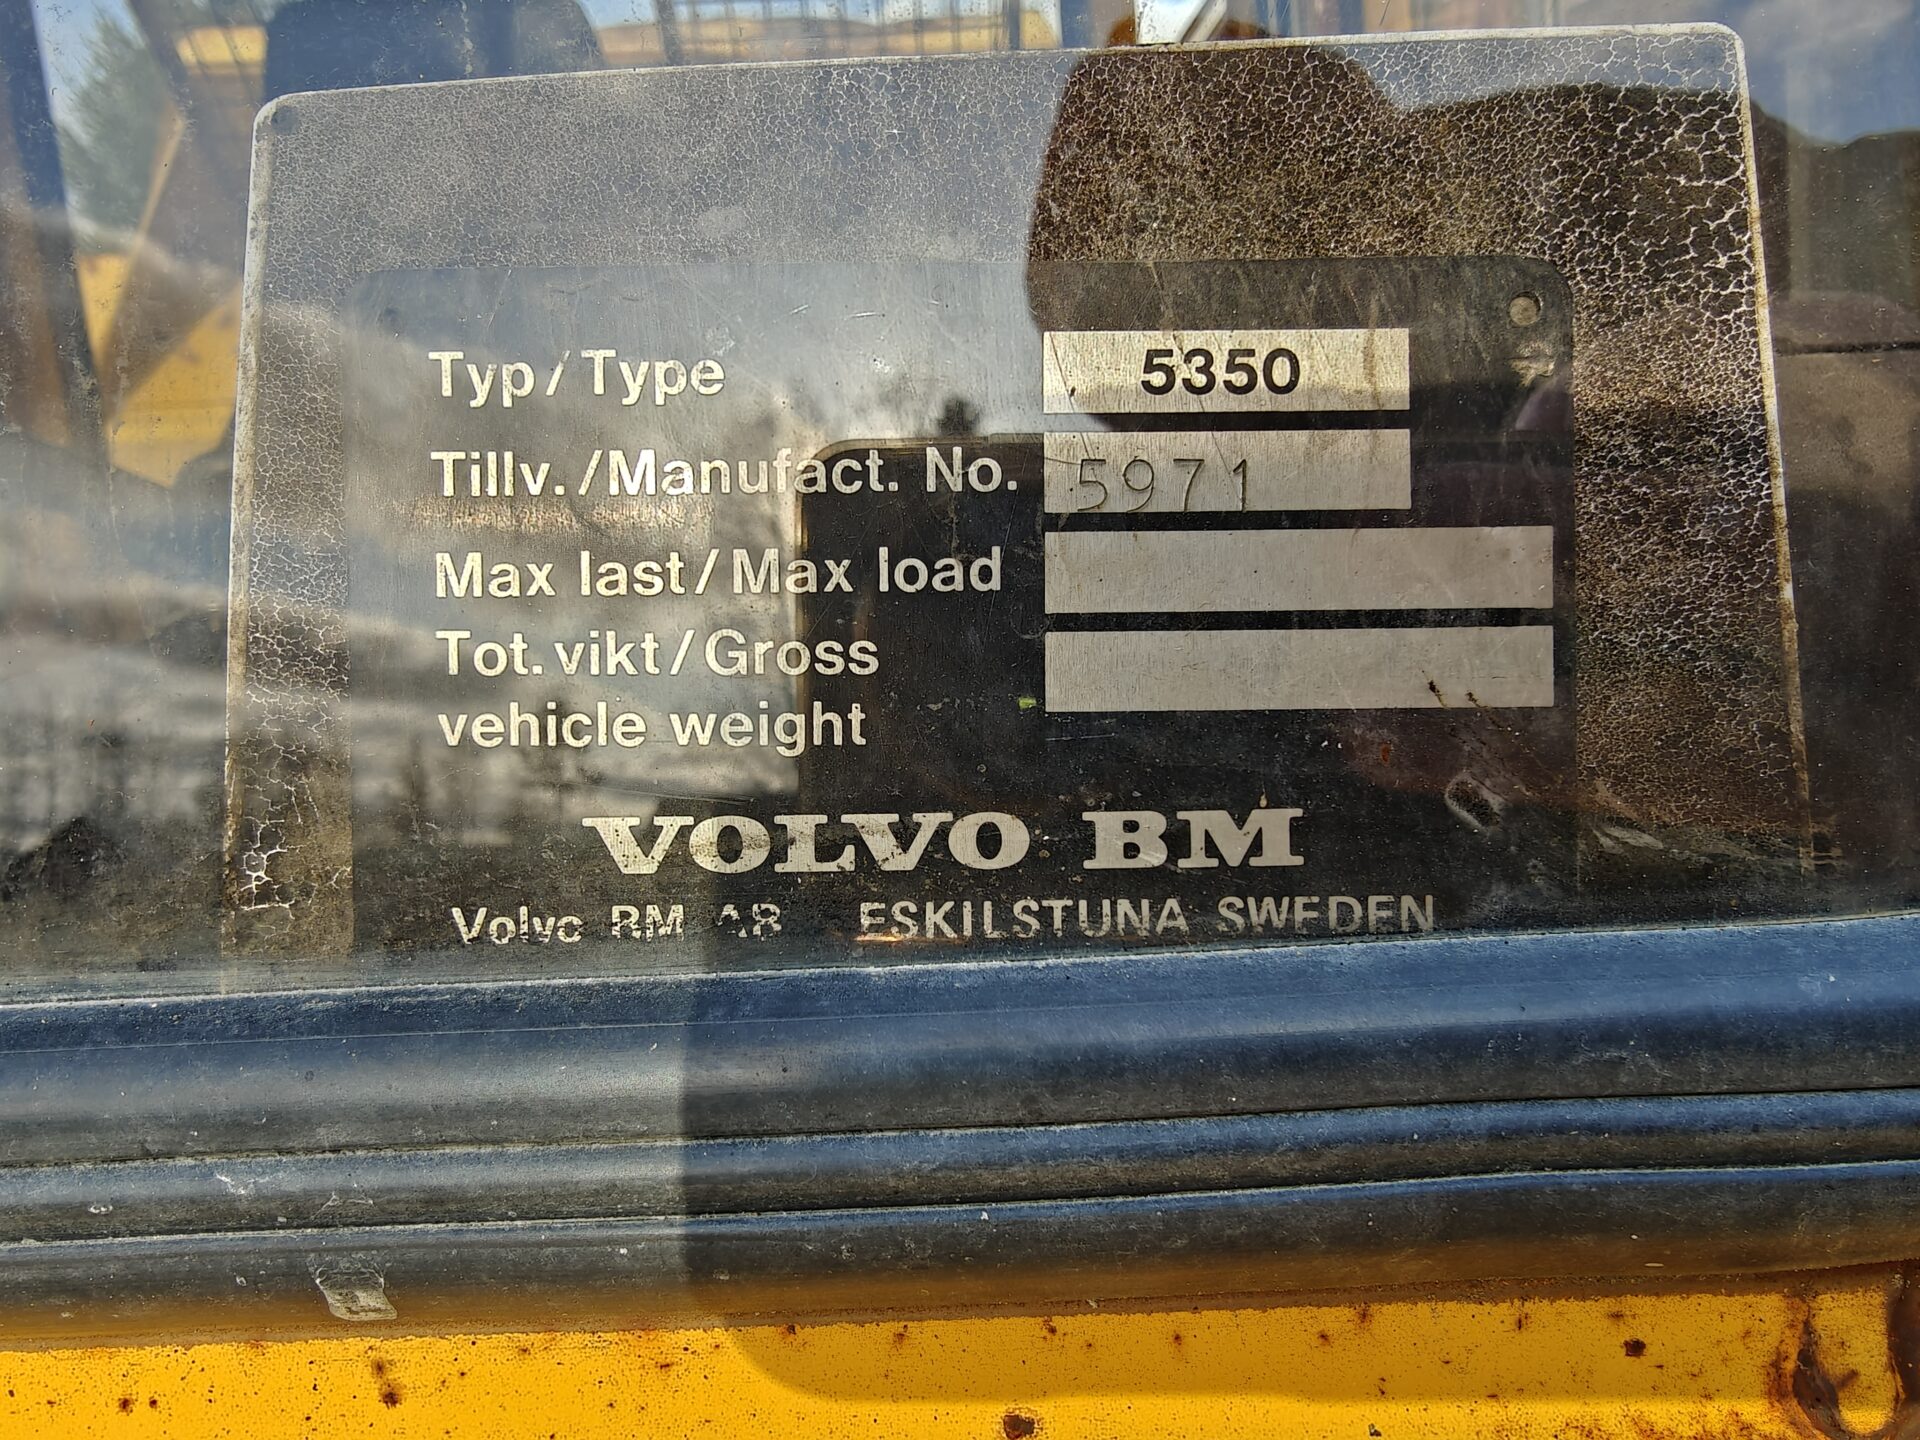 Typ/Type 5350
Tillv./Manufact. No. 5971
Max last/Max load
Tot. vikt/Gross
vehicle weight
VOLVO BM
Volvo BM AB ESKILSTUNA SWEDEN